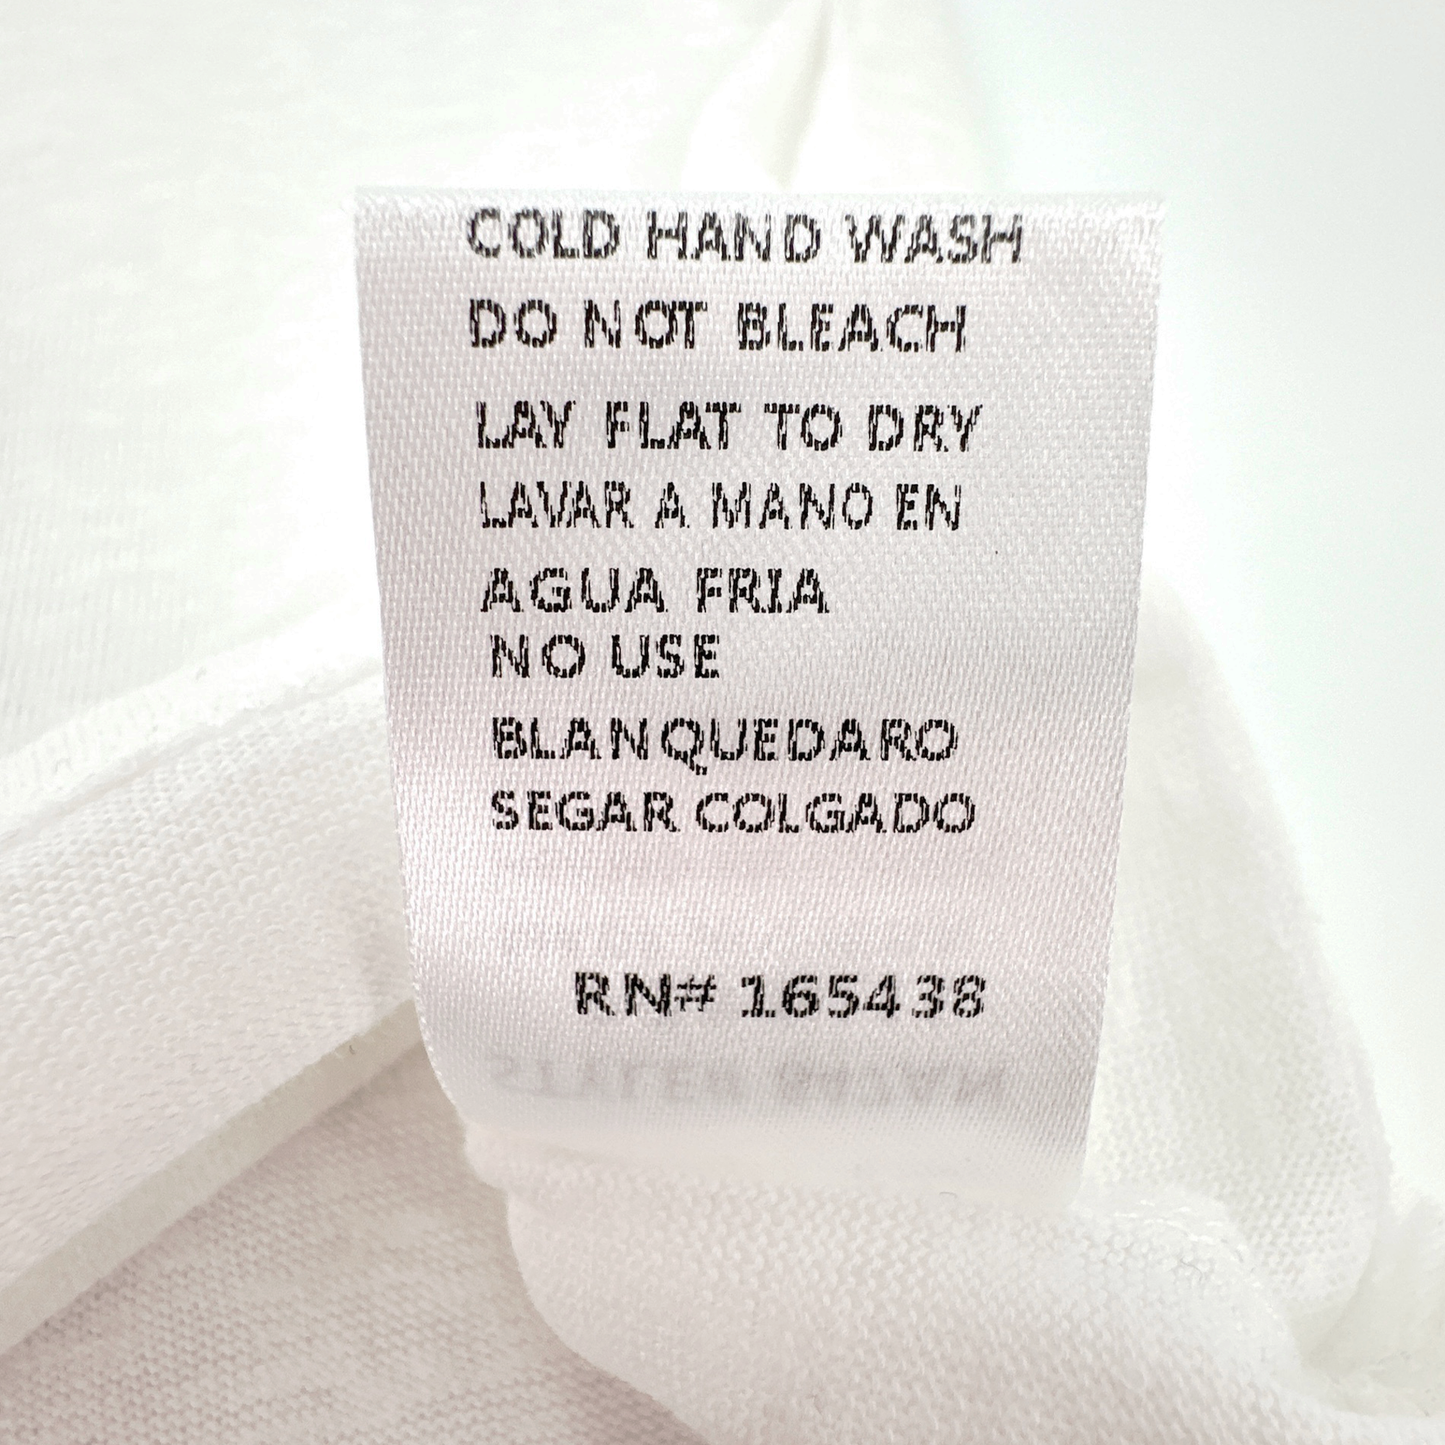 COLD HAND WASH
DO NOT BLEACH
LAY FLAT TO DRY
LAVAR A MANO EN
AGUA FRIA
NO USE
BLANQUEDARO
SEGAR COLGADO
RN# 165438